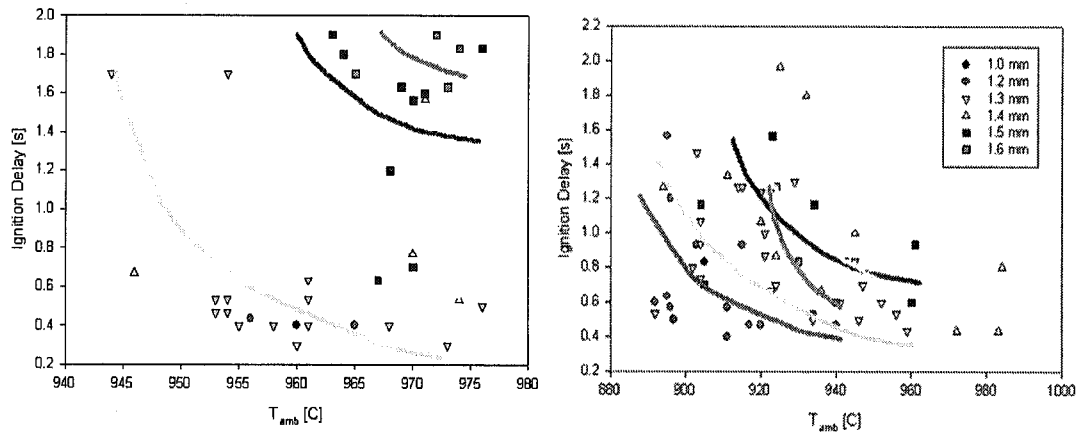 2.0
1.8
1.6
1.4
1.2
1.0
0.8
0.6
0.4
0.2
Ignition Delay [s]
940 945 950 955 960 965 970 975 980
T_amb [C]
2.2
2.0
1.8
1.6
1.4
1.2
1.0
0.8
0.6
0.4
0.2
Ignition Delay [s]
880 900 920 940 960 980 1000
T_amb [C]
1.0 mm
1.2 mm
1.3 mm
1.4 mm
1.5 mm
1.6 mm